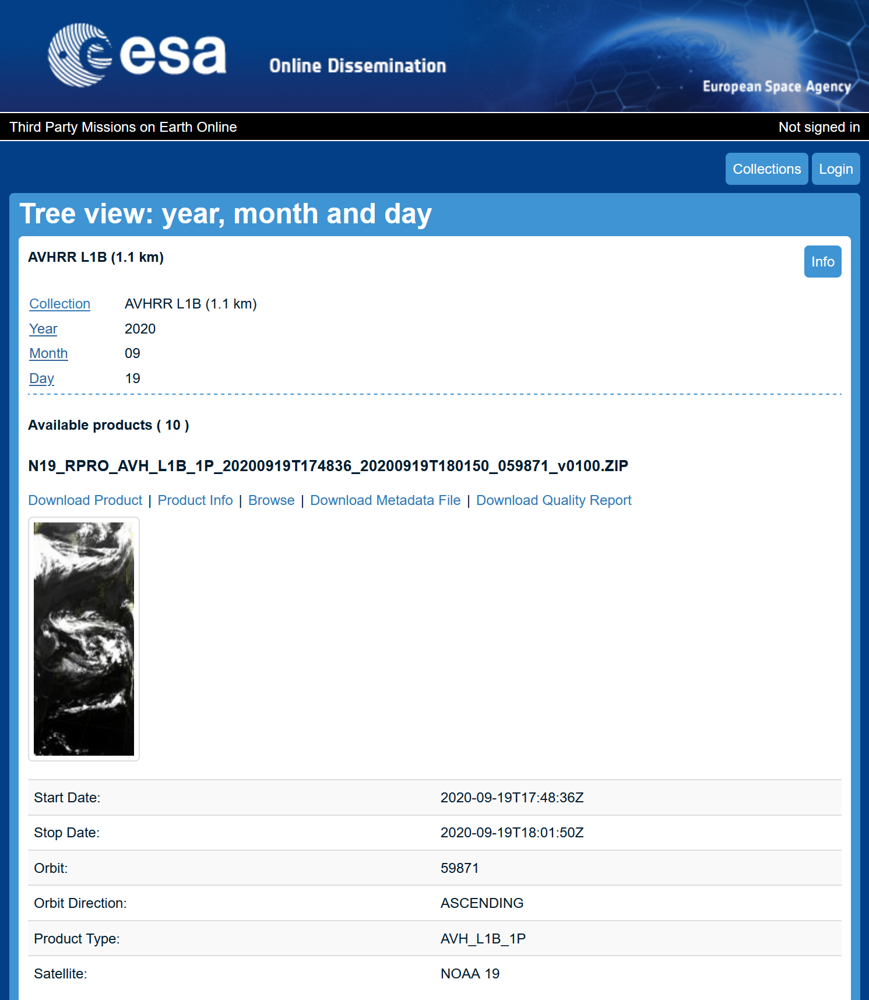 esa
Online Dissemination
European Space Agency
Third Party Missions on Earth Online Not signed in
Collections Login
Tree view: year, month and day
AVHRR L1B (1.1 km) Info
Collection AVHRR L1B (1.1 km)
Year 2020
Month 09
Day 19
Available products ( 10 )
N19_RPRO_AVH_L1B_1P_20200919T174836_20200919T180150_059871_v0100.ZIP
Download Product | Product Info | Browse | Download Metadata File | Download Quality Report
Start Date: 2020-09-19T17:48:36Z
Stop Date: 2020-09-19T18:01:50Z
Orbit: 59871
Orbit Direction: ASCENDING
Product Type: AVH_L1B_1P
Satellite: NOAA 19